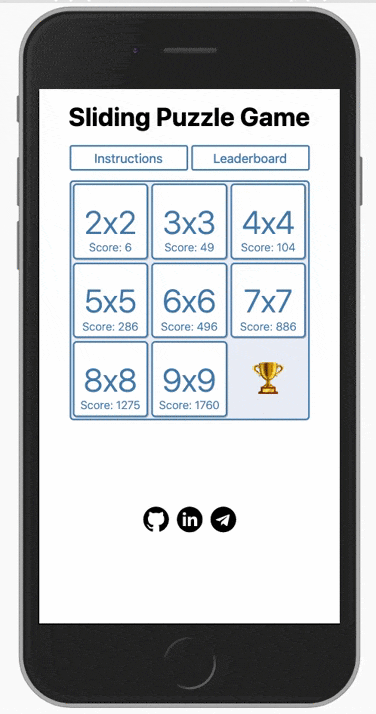 Sliding Puzzle Game
Instructions Leaderboard
2x2 3x3 4x4
Score: 6 Score: 49 Score: 104
5x5 6x6 7x7
Score: 286 Score: 496 Score: 886
8x8 9x9
Score: 1275 Score: 1760
in